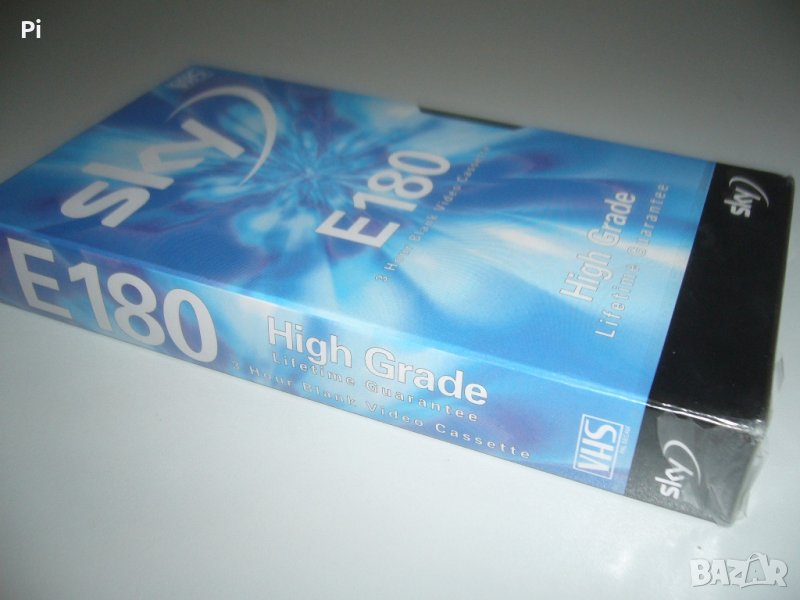 Pi
VHS
sky
E180
3 Hour Blank Video Cassette
High Grade
Lifetime Guarantee
sky
E180
High Grade
Lifetime Guarantee
3 Hour Blank Video Cassette
VHS
sky
BAZAR